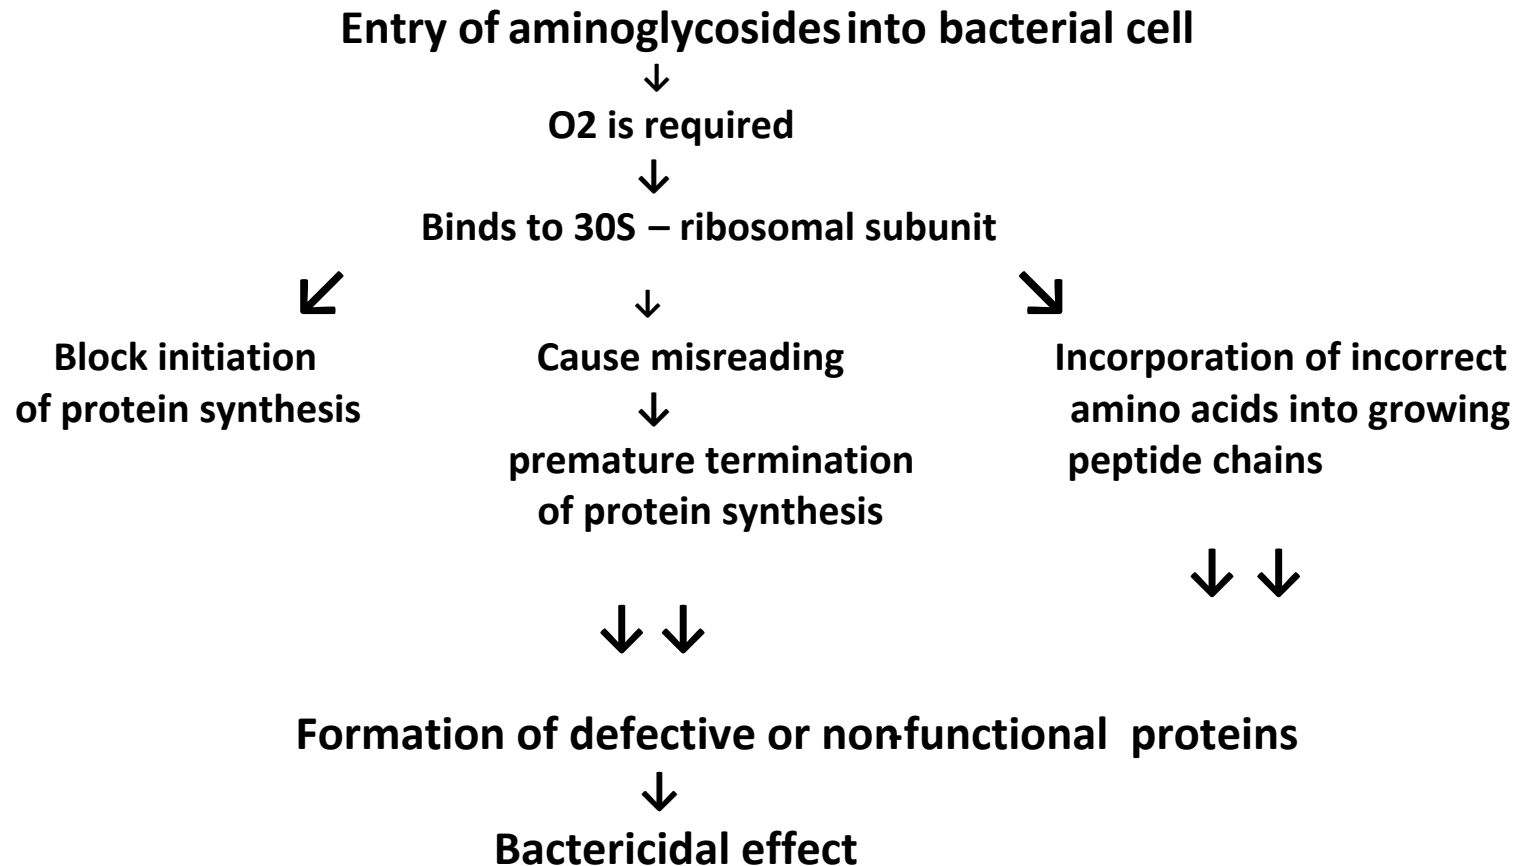 Entry of aminoglycosides into bacterial cell
↓
O2 is required
↓
Binds to 30S – ribosomal subunit
↙ ↓ ↘
Block initiation
of protein synthesis
Cause misreading
↓
premature termination
of protein synthesis
Incorporation of incorrect
amino acids into growing
peptide chains
↓ ↓
↓ ↓
Formation of defective or non-functional proteins
↓
Bactericidal effect